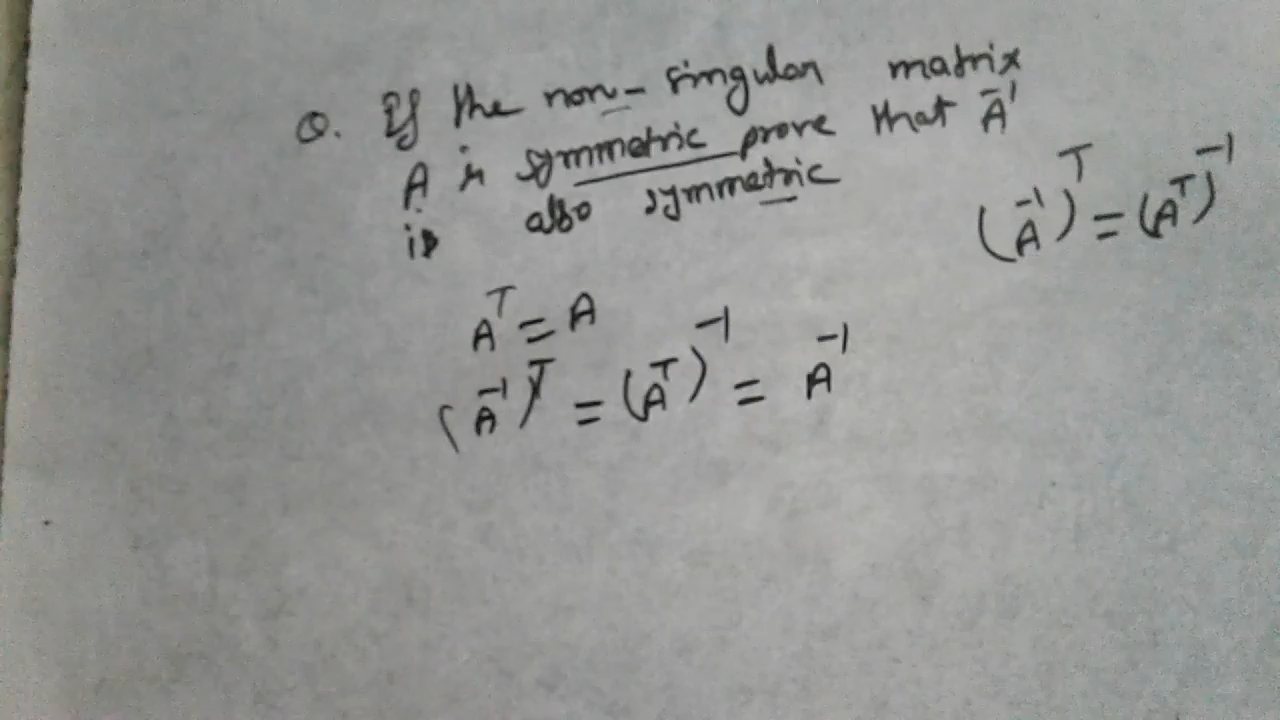 Q. If the non-singular matrix
A is symmetric prove that A⁻¹
is also symmetric
(A⁻¹)ᵀ = (Aᵀ)⁻¹
Aᵀ = A
(A⁻¹)ᵀ = (Aᵀ)⁻¹ = A⁻¹